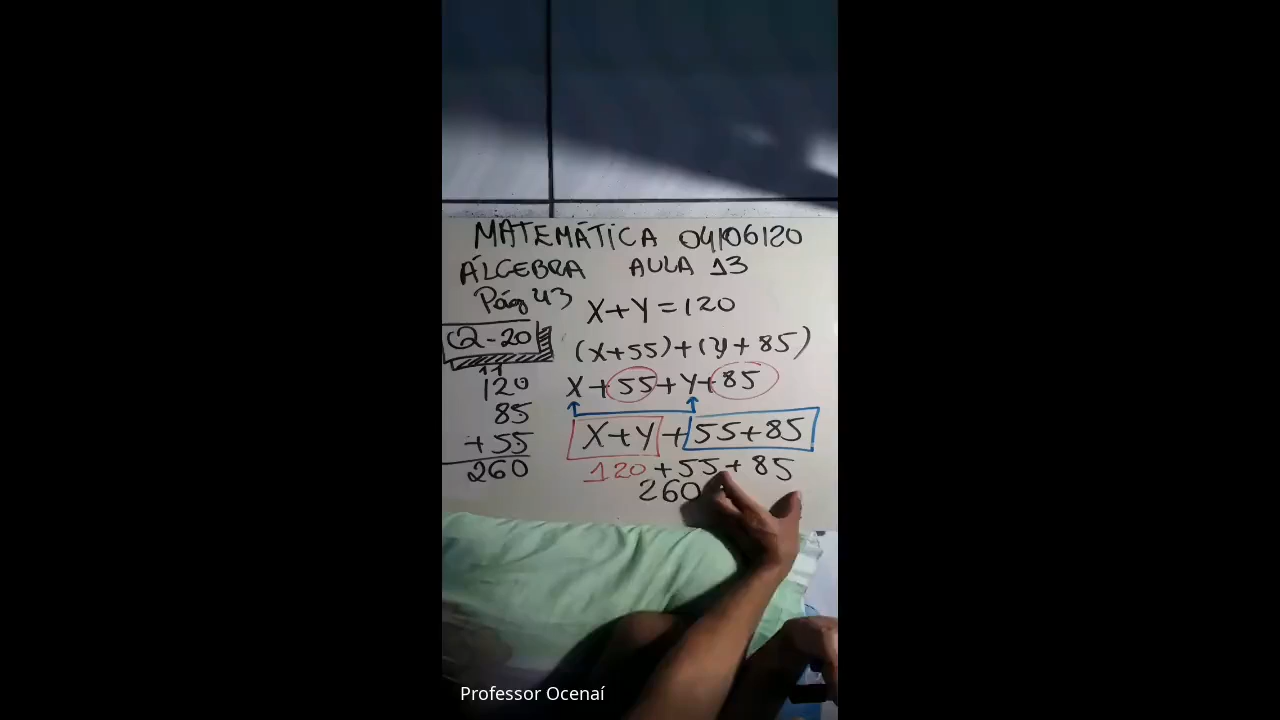 MATEMÁTICA 04/06/20
ÁLGEBRA AULA 13
Pág 43
X+Y=120
Q-20
(X+55)+(Y+85)
11
120
85
+55
260
X+55+Y+85
X+Y+55+85
120+55+85
260
Professor Ocenaí